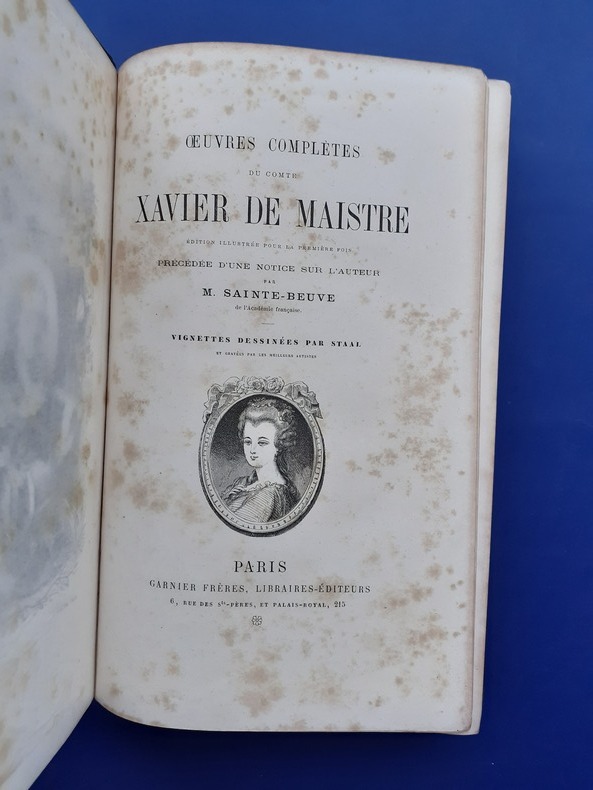 ŒUVRES COMPLÈTES
DU COMTE
XAVIER DE MAISTRE
ÉDITION ILLUSTRÉE POUR LA PREMIÈRE FOIS
PRÉCÉDÉE D'UNE NOTICE SUR L'AUTEUR
PAR
M. SAINTE-BEUVE
de l'Académie française.
VIGNETTES DESSINÉES PAR STAAL
ET GRAVÉES PAR LES MEILLEURS ARTISTES
PARIS
GARNIER FRÈRES, LIBRAIRES-ÉDITEURS
6, RUE DES Sts-PÈRES, ET PALAIS-ROYAL, 215